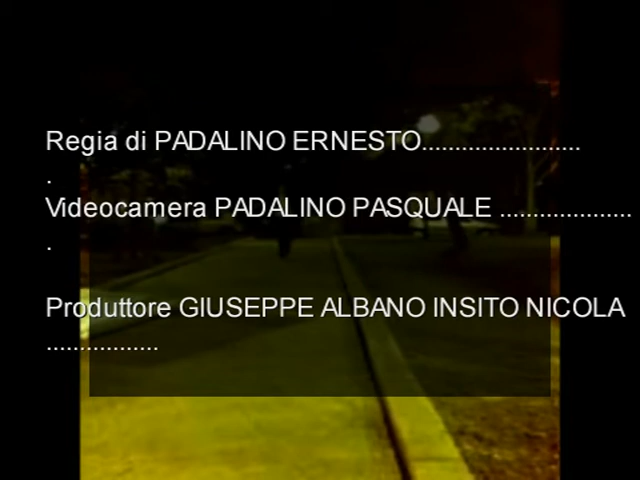 Regia di PADALINO ERNESTO........................
.
Videocamera PADALINO PASQUALE ....................
.
Produttore GIUSEPPE ALBANO INSITO NICOLA
.................